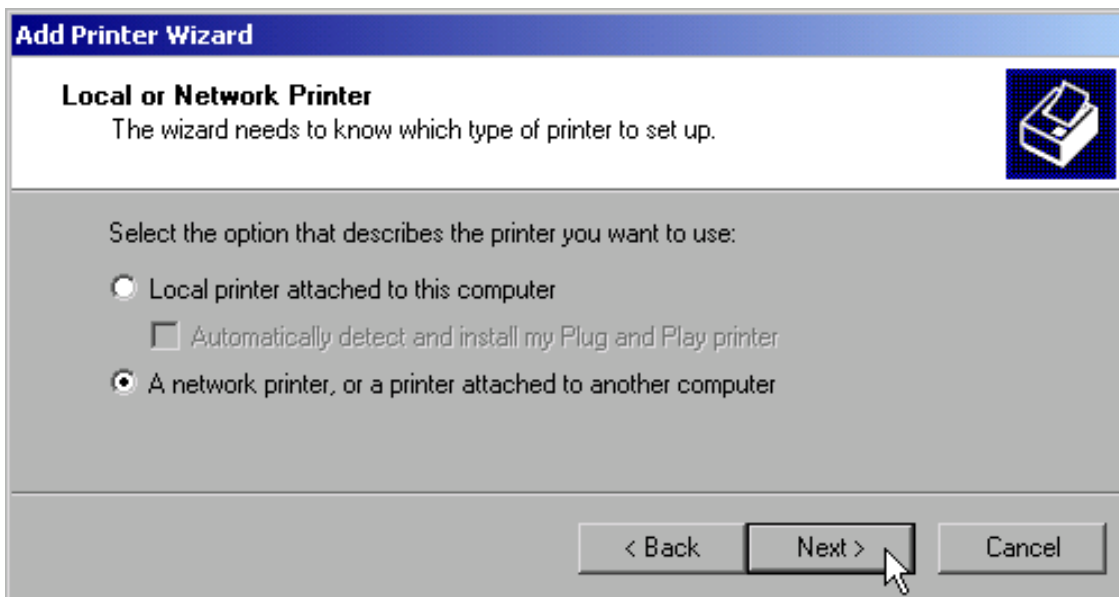 Add Printer Wizard
Local or Network Printer
The wizard needs to know which type of printer to set up.
Select the option that describes the printer you want to use:
Local printer attached to this computer
Automatically detect and install my Plug and Play printer
A network printer, or a printer attached to another computer
< Back Next > Cancel